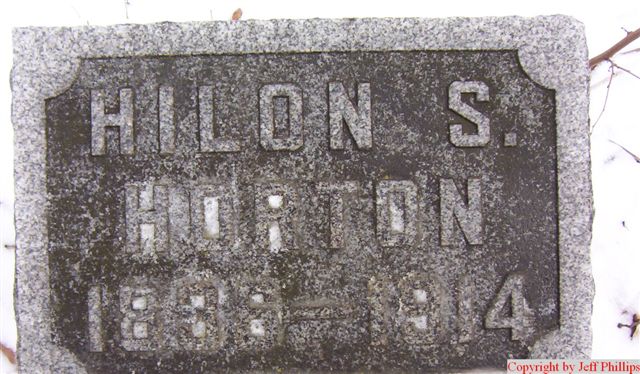 HILON S.
HORTON
—1914
Copyright by Jeff Phillips